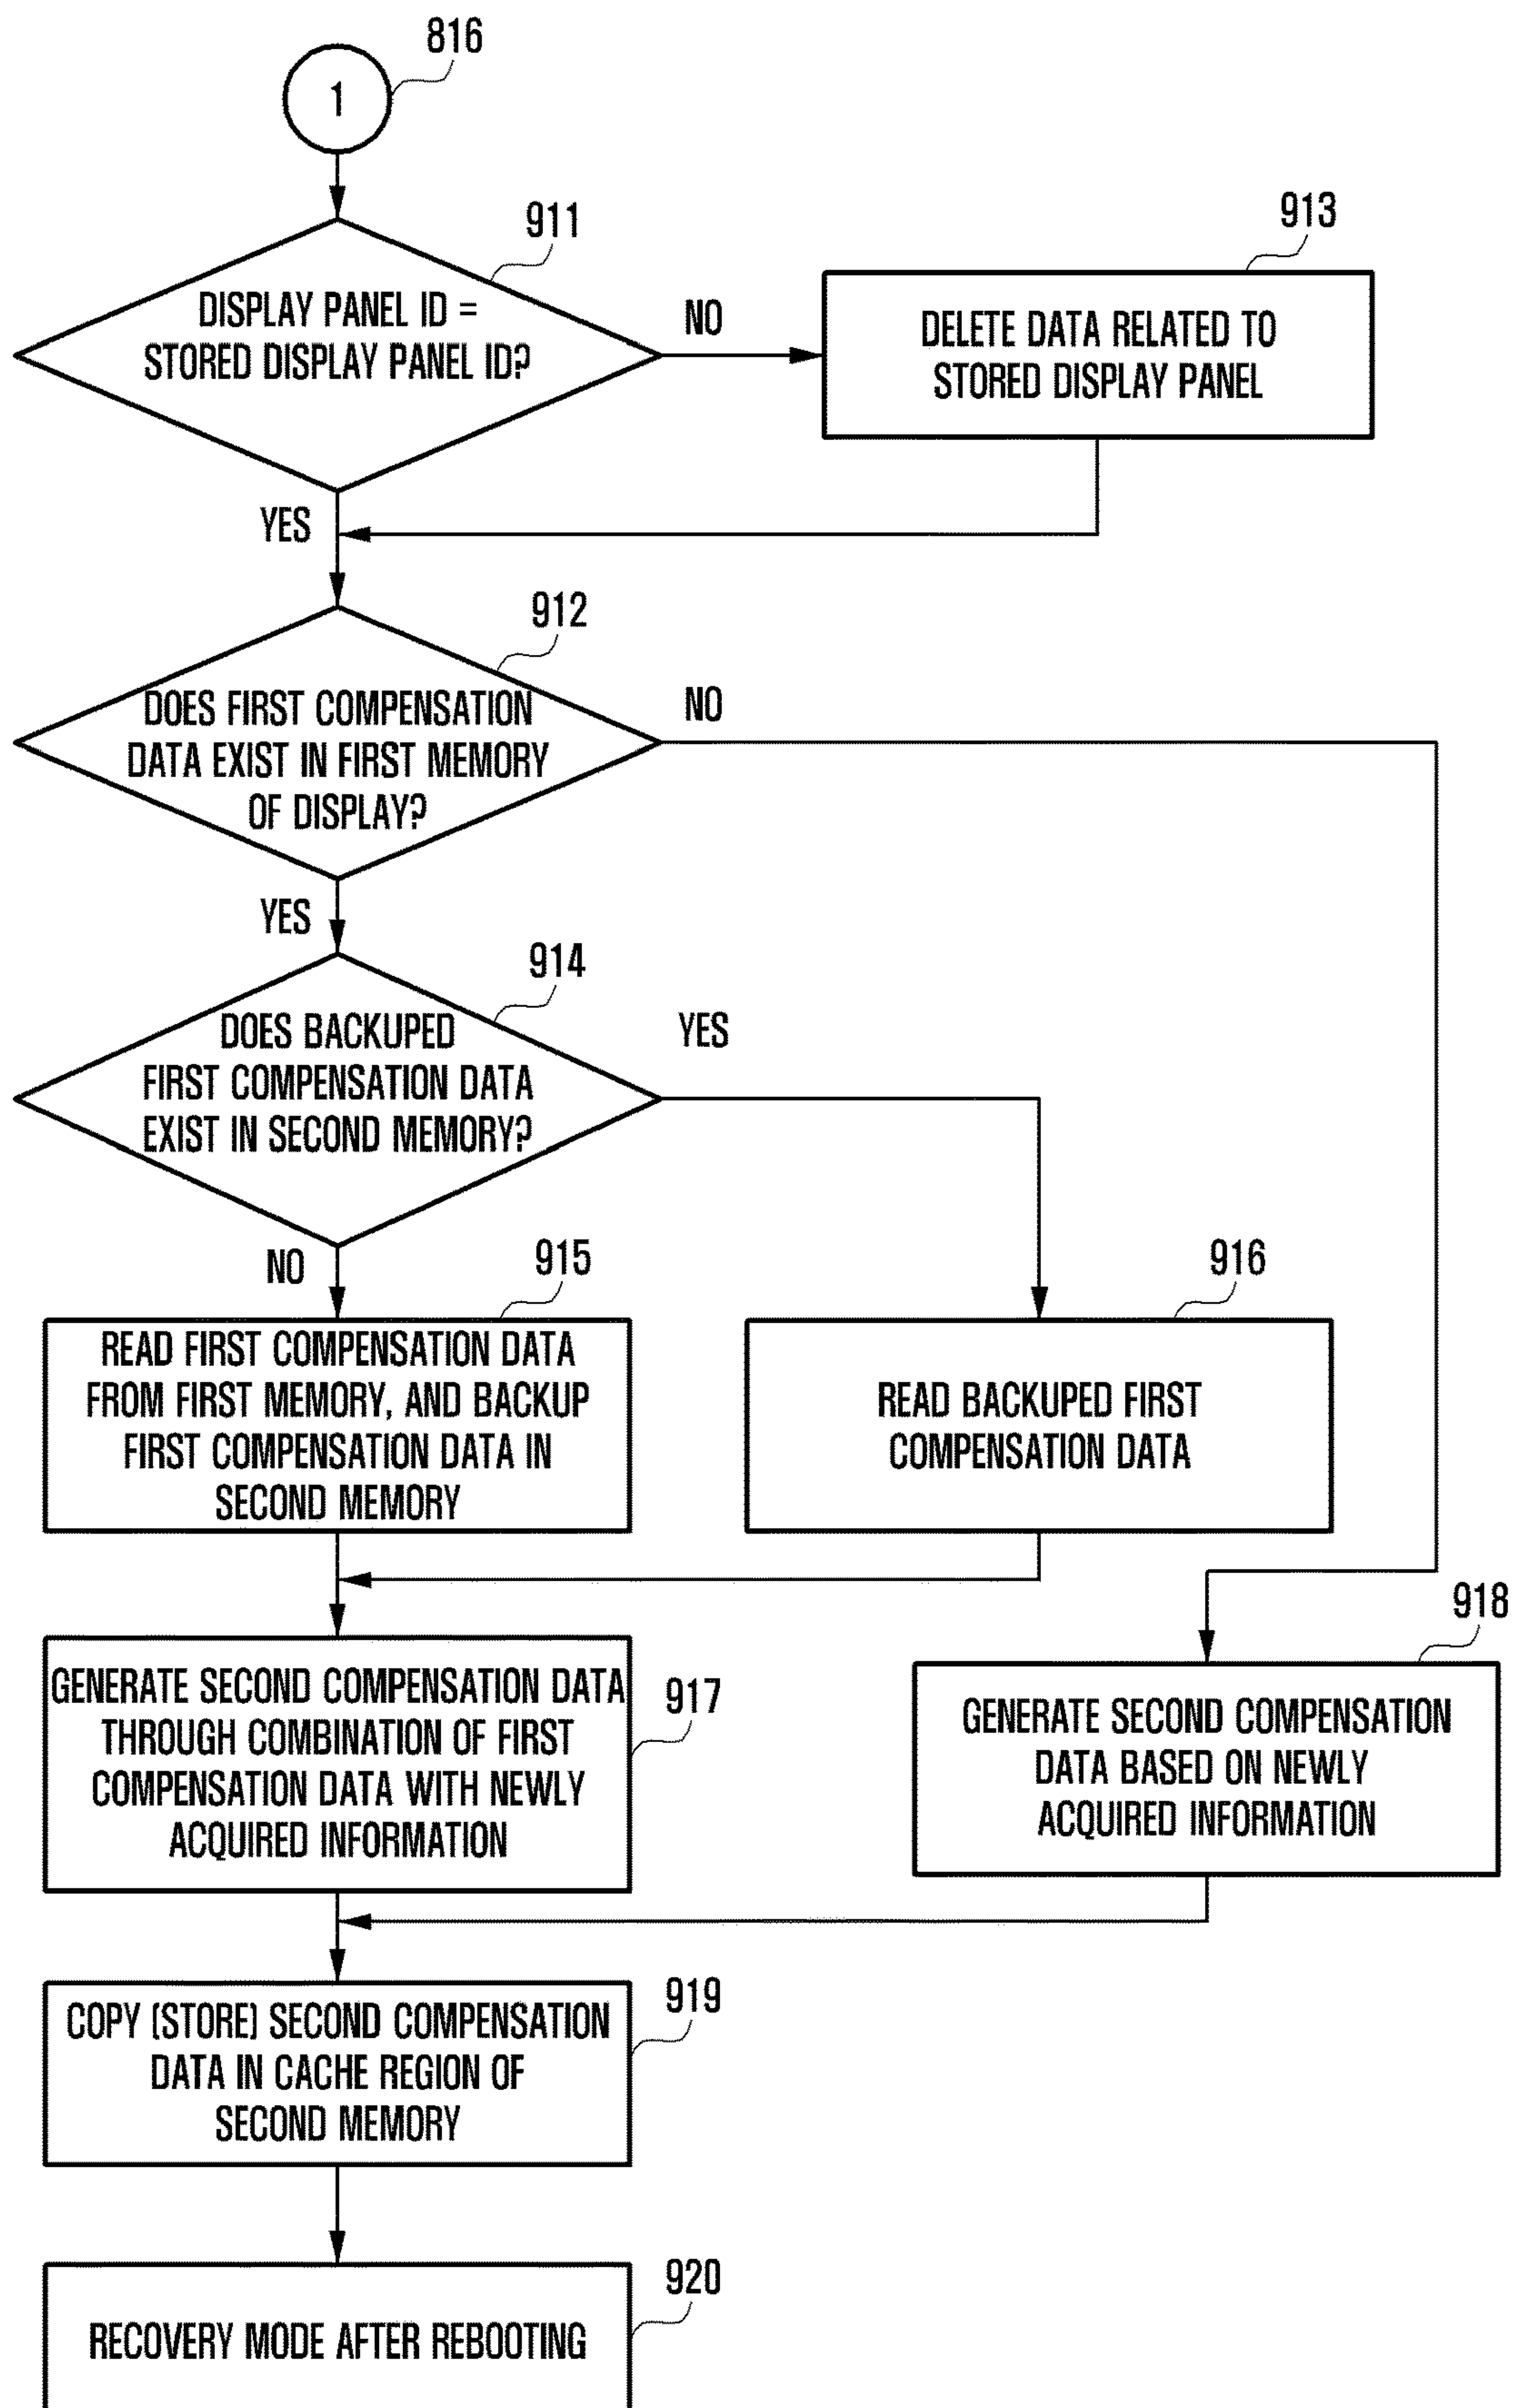 816
1
911
DISPLAY PANEL ID =
STORED DISPLAY PANEL ID?
NO
913
DELETE DATA RELATED TO
STORED DISPLAY PANEL
YES
912
DOES FIRST COMPENSATION
DATA EXIST IN FIRST MEMORY
OF DISPLAY?
NO
YES
914
DOES BACKUPED
FIRST COMPENSATION DATA
EXIST IN SECOND MEMORY?
YES
NO
915
READ FIRST COMPENSATION DATA
FROM FIRST MEMORY, AND BACKUP
FIRST COMPENSATION DATA IN
SECOND MEMORY
916
READ BACKUPED FIRST
COMPENSATION DATA
917
GENERATE SECOND COMPENSATION DATA
THROUGH COMBINATION OF FIRST
COMPENSATION DATA WITH NEWLY
ACQUIRED INFORMATION
918
GENERATE SECOND COMPENSATION
DATA BASED ON NEWLY
ACQUIRED INFORMATION
919
COPY (STORE) SECOND COMPENSATION
DATA IN CACHE REGION OF
SECOND MEMORY
920
RECOVERY MODE AFTER REBOOTING